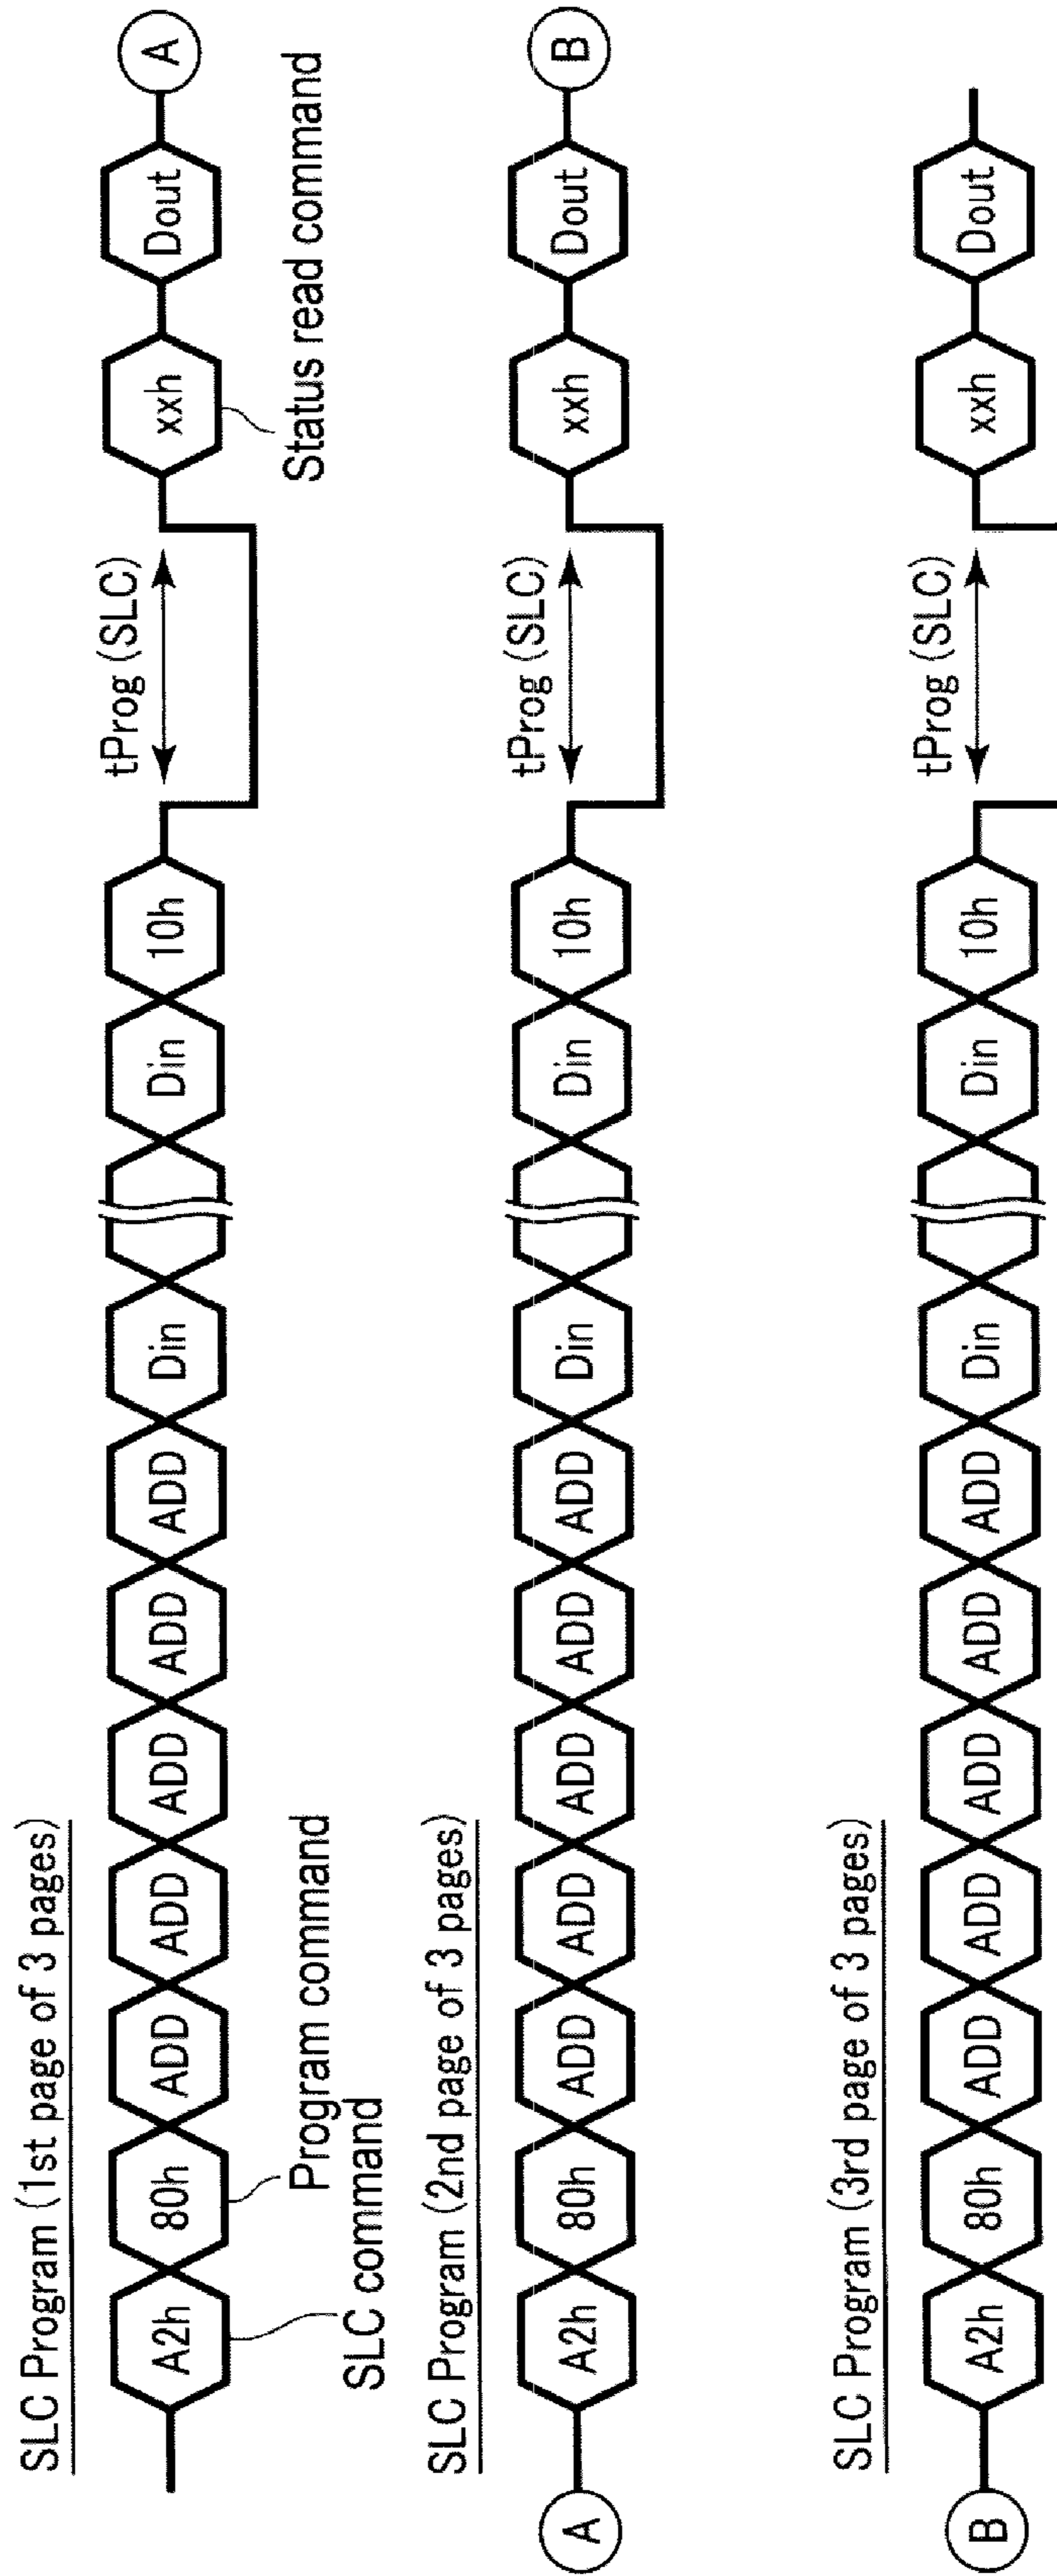 SLC Program (1st page of 3 pages)
A2h 80h ADD ADD ADD ADD ADD Din Din 10h tProg (SLC) xxh Dout A
SLC command
Program command
Status read command
SLC Program (2nd page of 3 pages)
A A2h 80h ADD ADD ADD ADD ADD Din Din 10h tProg (SLC) xxh Dout B
SLC Program (3rd page of 3 pages)
B A2h 80h ADD ADD ADD ADD ADD Din Din 10h tProg (SLC) xxh Dout